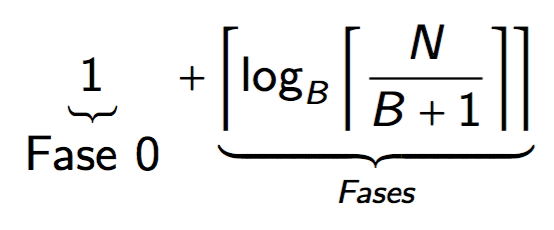 1 + ⌈log_B ⌈N / (B + 1)⌉⌉
Fase 0
Fases